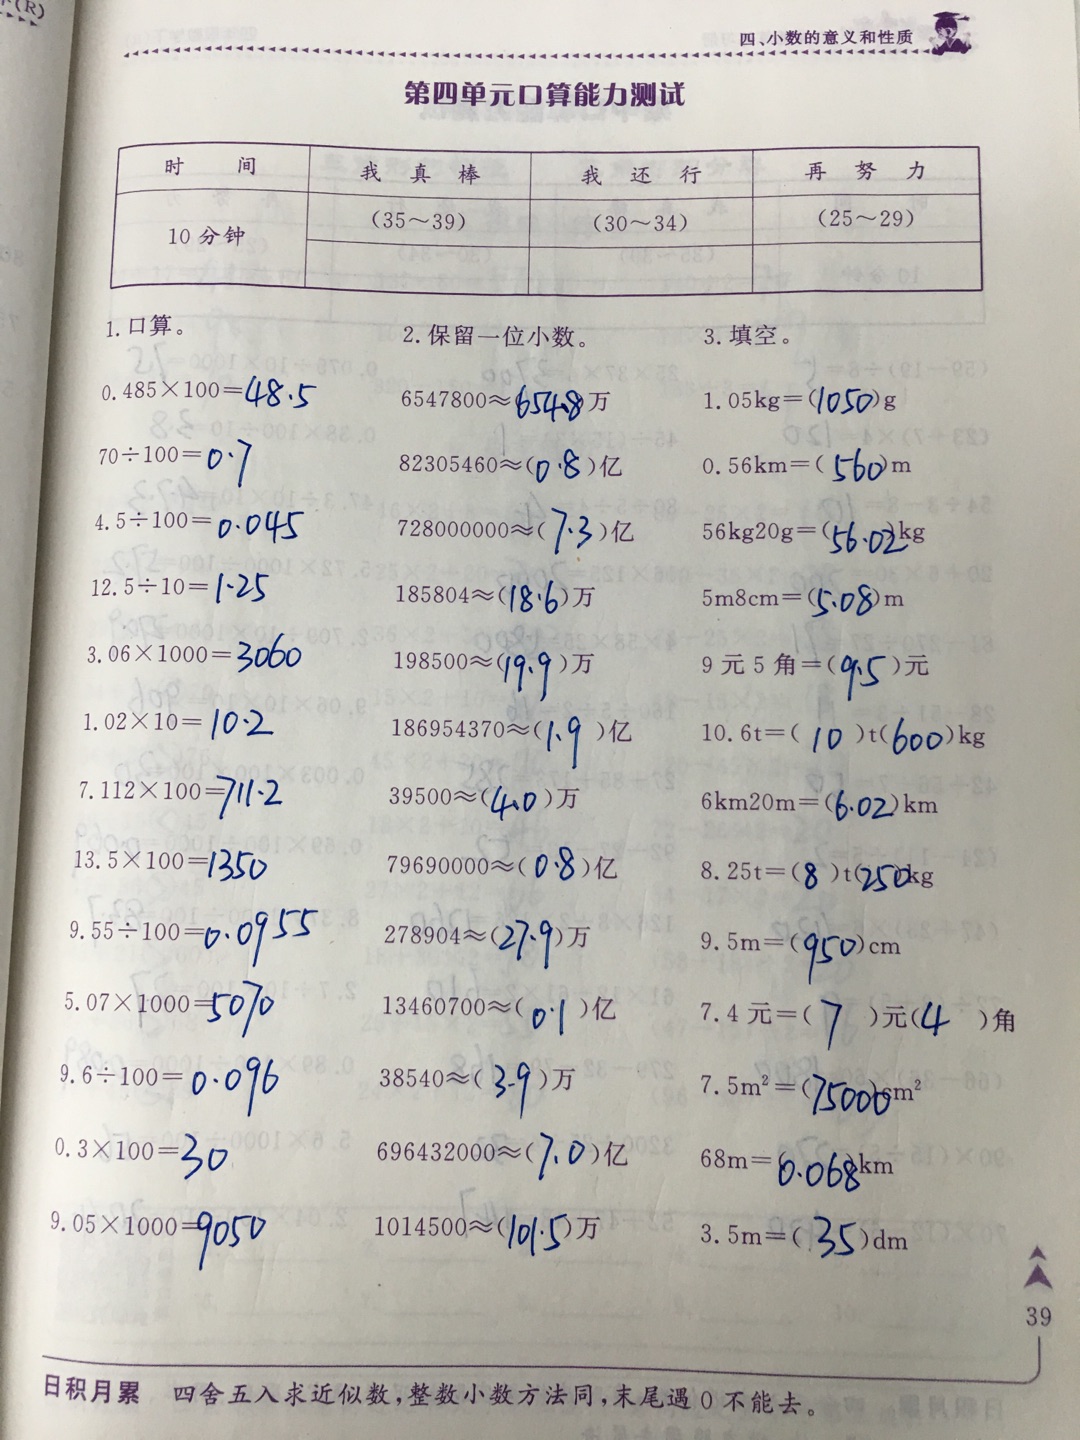 (R)
四、小数的意义和性质
第四单元口算能力测试
时 间 我 真 棒 我 还 行 再 努 力
10分钟 (35～39) (30～34) (25～29)
1.口算。
0.485×100=48.5
70÷100=0.7
4.5÷100=0.045
12.5÷10=1.25
3.06×1000=3060
1.02×10=10.2
7.112×100=711.2
13.5×100=1350
9.55÷100=0.0955
5.07×1000=5070
9.6÷100=0.096
0.3×100=30
9.05×1000=9050
2.保留一位小数。
6547800≈(654.8)万
82305460≈(0.8)亿
728000000≈(7.3)亿
185804≈(18.6)万
198500≈(19.9)万
186954370≈(1.9)亿
39500≈(4.0)万
79690000≈(0.8)亿
278904≈(27.9)万
13460700≈(0.1)亿
38540≈(3.9)万
696432000≈(7.0)亿
1014500≈(101.5)万
3.填空。
1.05kg=(1050)g
0.56km=(560)m
56kg20g=(56.02)kg
5m8cm=(5.08)m
9元5角=(9.5)元
10.6t=(10)t(600)kg
6km20m=(6.02)km
8.25t=(8)t(250)kg
9.5m=(950)cm
7.4元=(7)元(4)角
7.5m²=(75000)cm²
68m=(0.068)km
3.5m=(35)dm
39
日积月累 四舍五入求近似数,整数小数方法同,末尾遇0不能去。